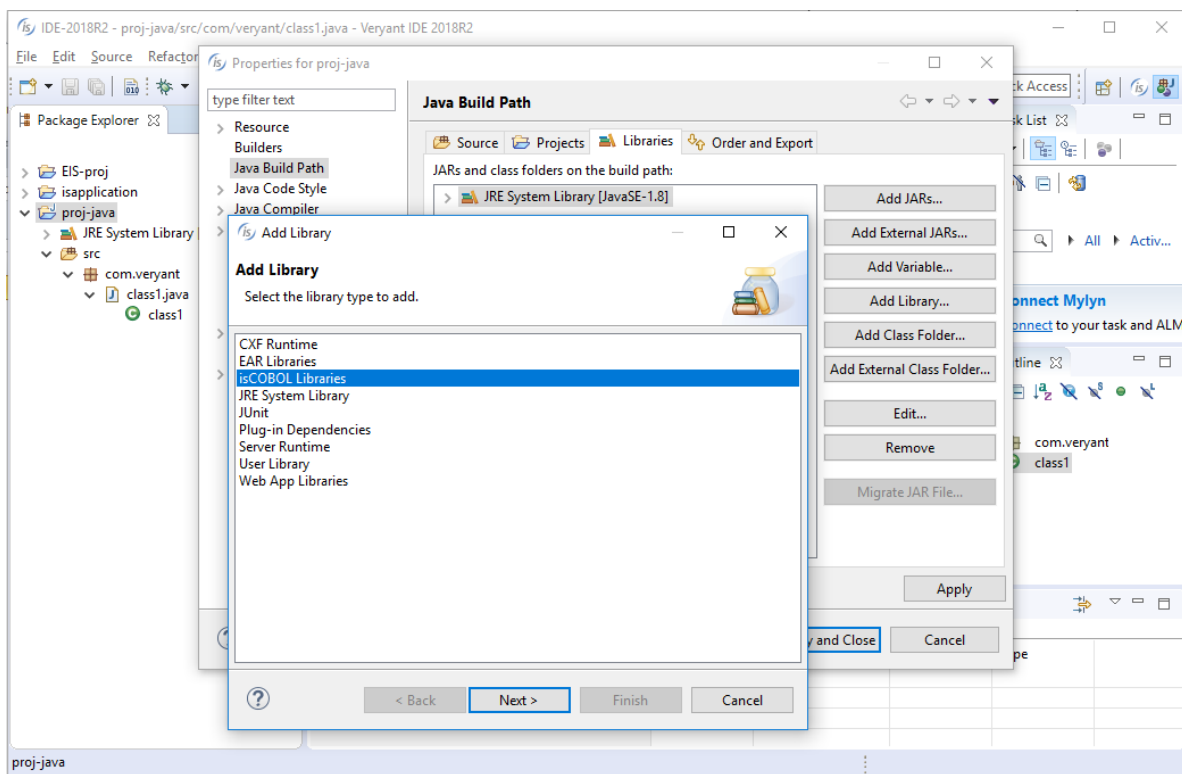 IDE-2018R2 - proj-java/src/com/veryant/class1.java - Veryant IDE 2018R2
File Edit Source Refactor
Package Explorer
EIS-proj
isapplication
proj-java
JRE System Library
src
com.veryant
class1.java
class1
Properties for proj-java
type filter text
Resource
Builders
Java Build Path
Java Code Style
Java Compiler
Java Build Path
Source Projects Libraries Order and Export
JARs and class folders on the build path:
JRE System Library [JavaSE-1.8]
Add JARs...
Add External JARs...
Add Variable...
Add Library...
Add Class Folder...
Add External Class Folder...
Edit...
Remove
Migrate JAR File...
Apply
and Close
Cancel
Add Library
Add Library
Select the library type to add.
CXF Runtime
EAR Libraries
isCOBOL Libraries
JRE System Library
JUnit
Plug-in Dependencies
Server Runtime
User Library
Web App Libraries
?
< Back
Next >
Finish
Cancel
Access
List
All
Activ...
Mylyn
to your task and ALM
com.veryant
class1
proj-java